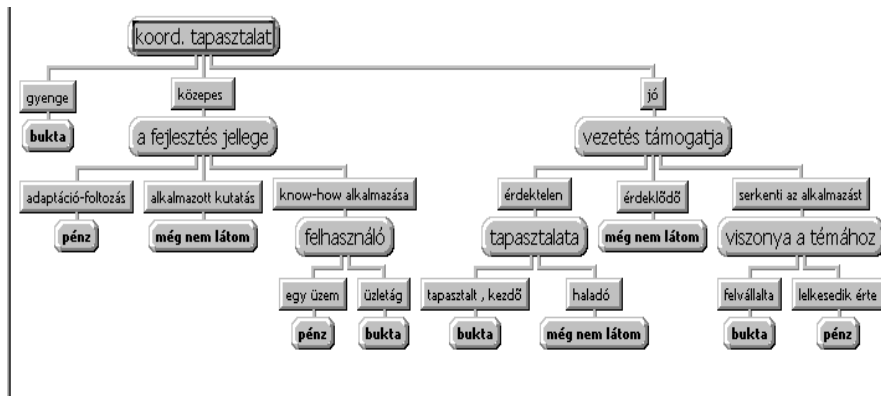 koord. tapasztalat
gyenge
közepes
jó
bukta
a fejlesztés jellege
vezetés támogatja
adaptáció-foltozás
alkalmazott kutatás
know-how alkalmazása
érdektelen
érdeklődő
serkenti az alkalmazást
pénz
még nem látom
felhasználó
tapasztalata
még nem látom
viszonya a témához
egy üzem
üzletág
tapasztalt , kezdő
haladó
felvállalta
lelkesedik érte
pénz
bukta
bukta
még nem látom
bukta
pénz